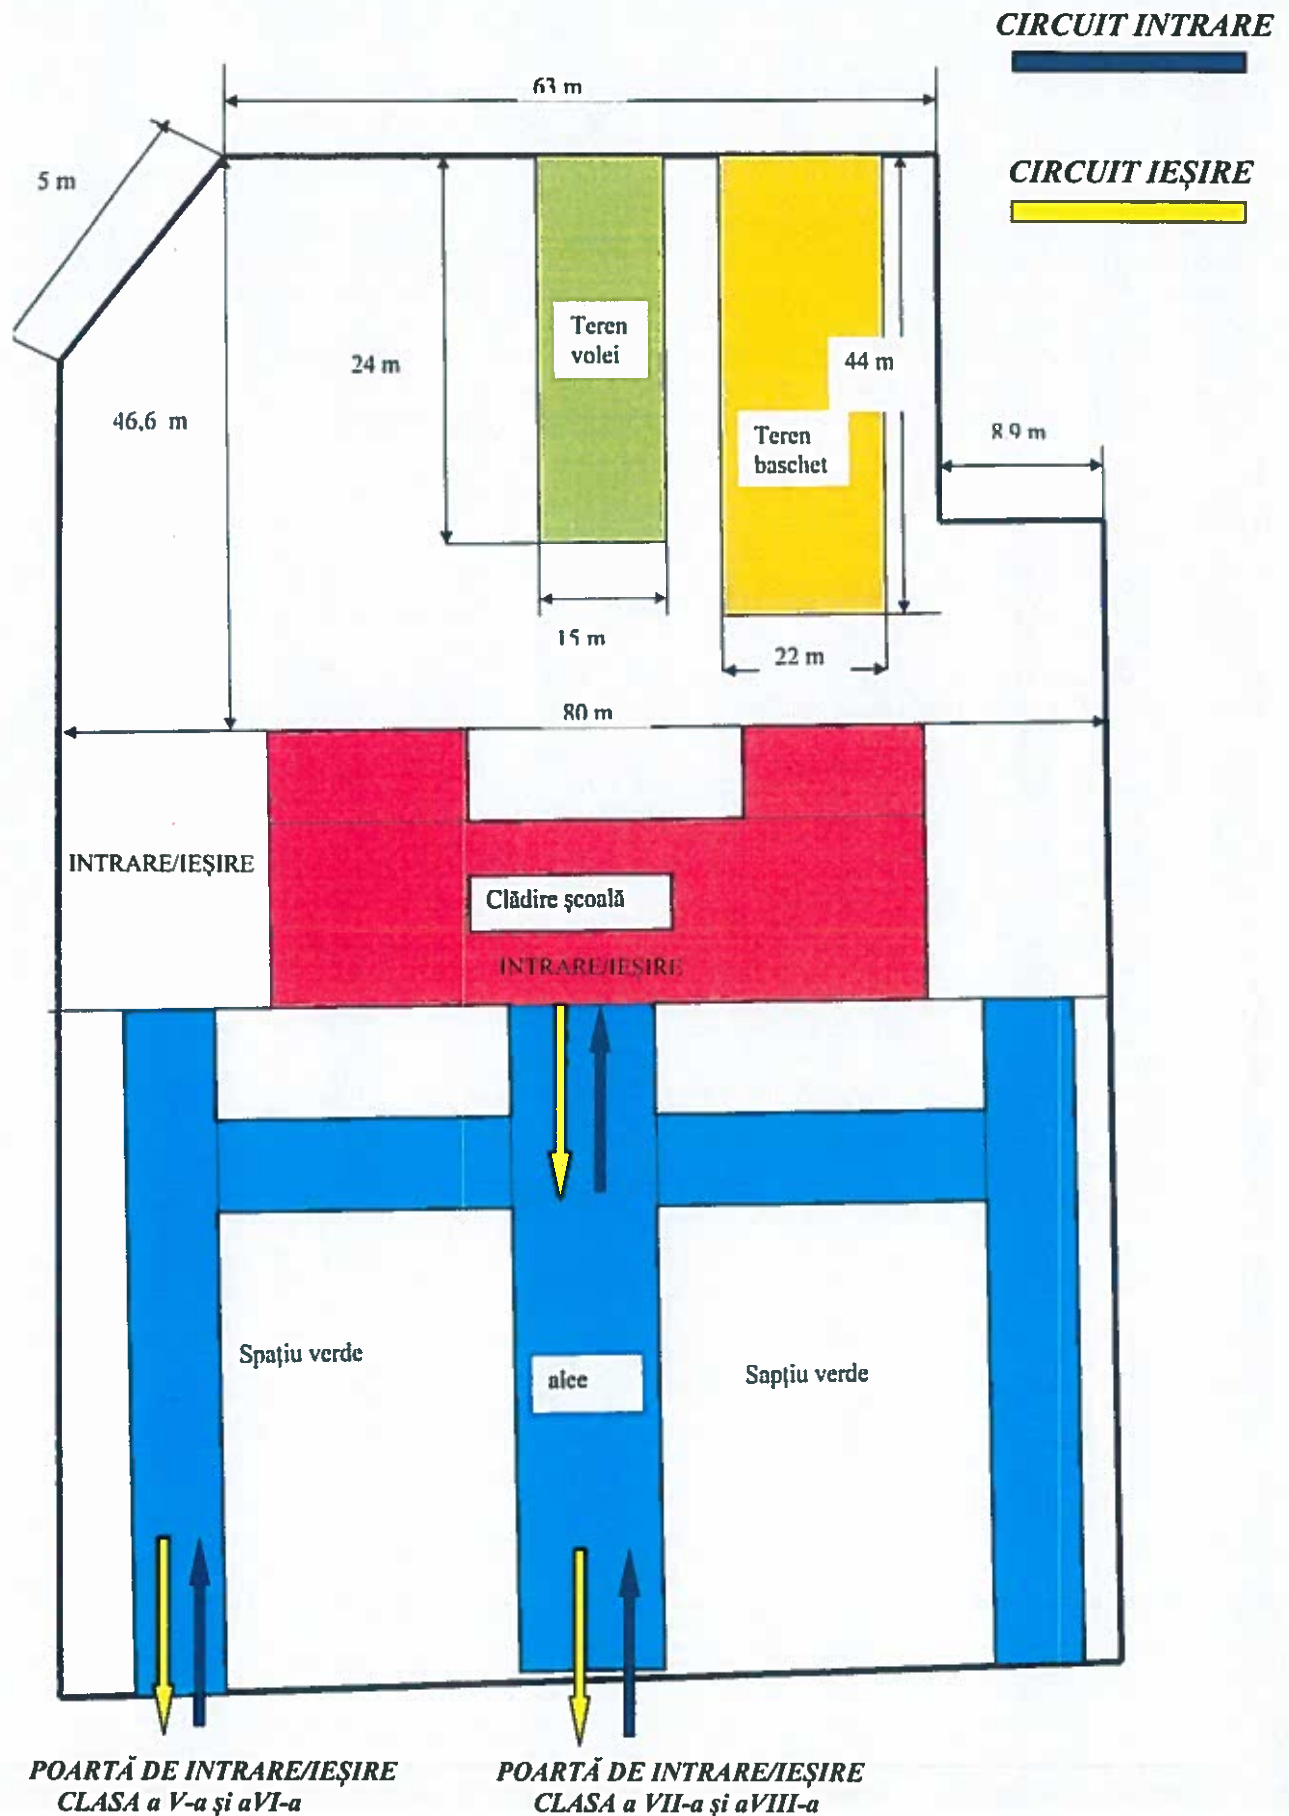 CIRCUIT INTRARE
63 m
5 m
CIRCUIT IEȘIRE
Teren
volei
24 m
44 m
46,6 m
Teren
baschet
8.9 m
15 m
22 m
80 m
INTRARE/IEȘIRE
Clădire școală
INTRARE/IEȘIRE
Spațiu verde
alee
Sapțiu verde
POARTĂ DE INTRARE/IEȘIRE
CLASA a V-a și aVI-a
POARTĂ DE INTRARE/IEȘIRE
CLASA a VII-a și aVIII-a